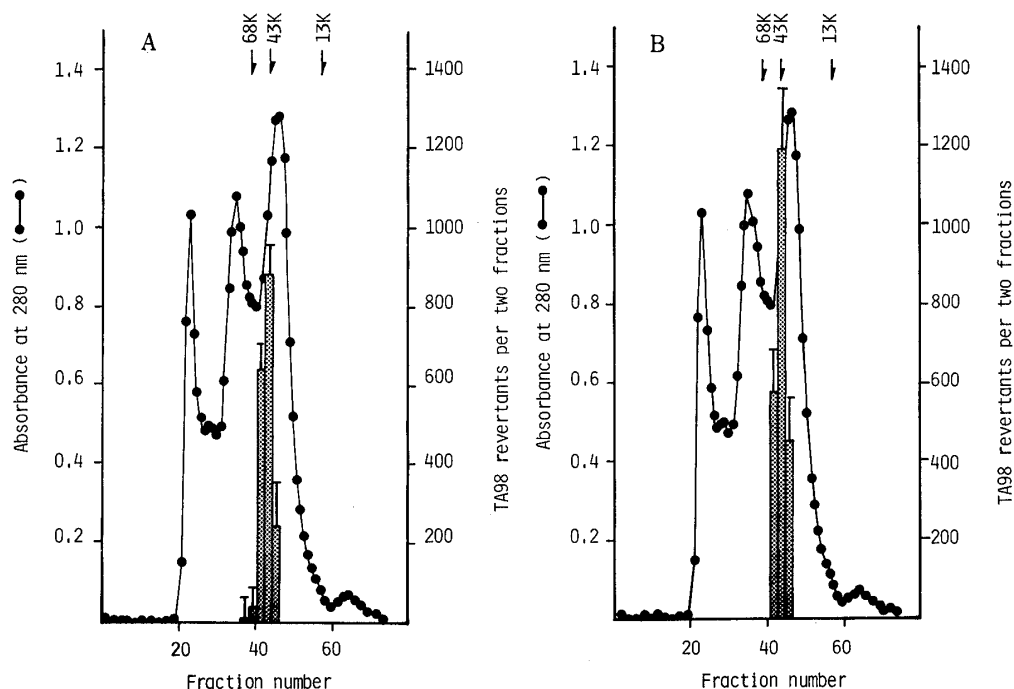 A
68K
43K
13K
1.4
1.2
1.0
0.8
0.6
0.4
0.2
1400
1200
1000
800
600
400
200
20
40
60
Absorbance at 280 nm (●—●)
TA98 revertants per two fractions
Fraction number
B
68K
43K
13K
1.4
1.2
1.0
0.8
0.6
0.4
0.2
1400
1200
1000
800
600
400
200
20
40
60
Absorbance at 280 nm (●—●)
TA98 revertants per two fractions
Fraction number